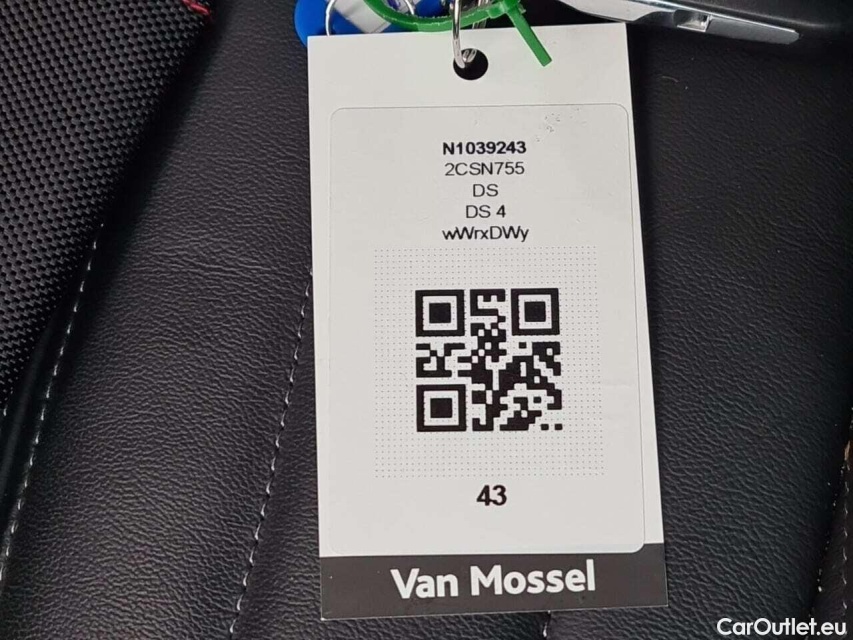 N1039243
2CSN755
DS
DS 4
wWrxDWy
43
Van Mossel
CarOutlet.eu